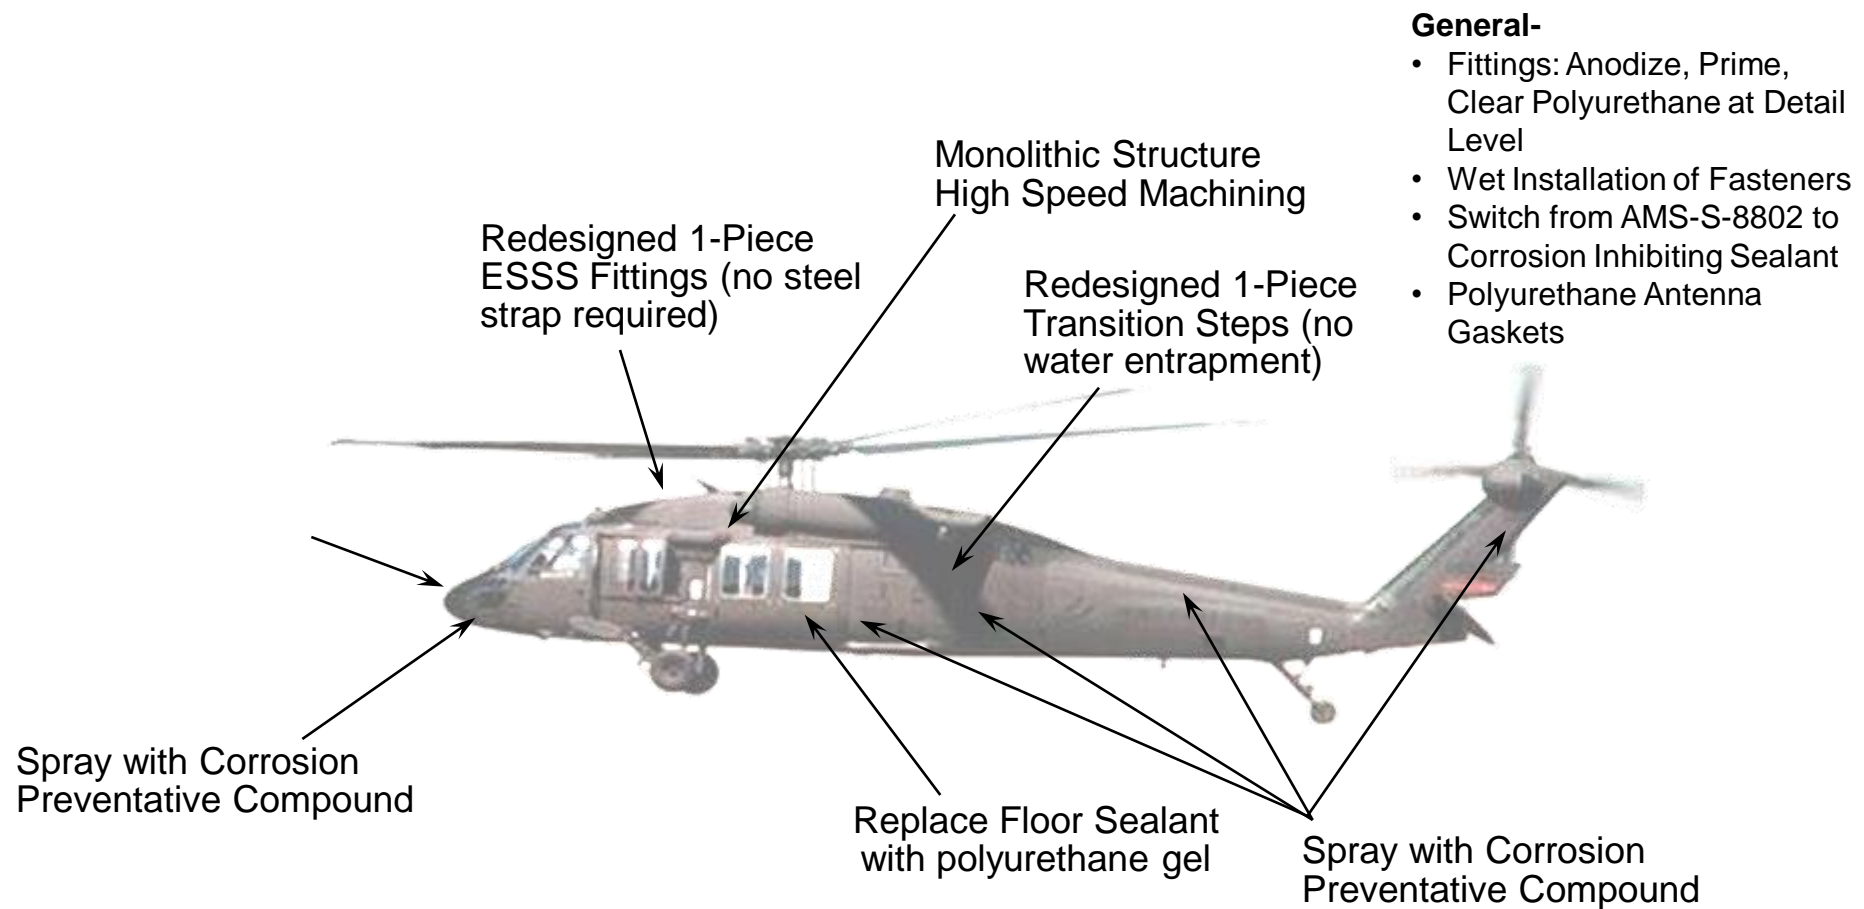 General-
• Fittings: Anodize, Prime,
Clear Polyurethane at Detail
Level
• Wet Installation of Fasteners
• Switch from AMS-S-8802 to
Corrosion Inhibiting Sealant
• Polyurethane Antenna
Gaskets
Monolithic Structure
High Speed Machining
Redesigned 1-Piece
ESSS Fittings (no steel
strap required)
Redesigned 1-Piece
Transition Steps (no
water entrapment)
Spray with Corrosion
Preventative Compound
Replace Floor Sealant
with polyurethane gel
Spray with Corrosion
Preventative Compound